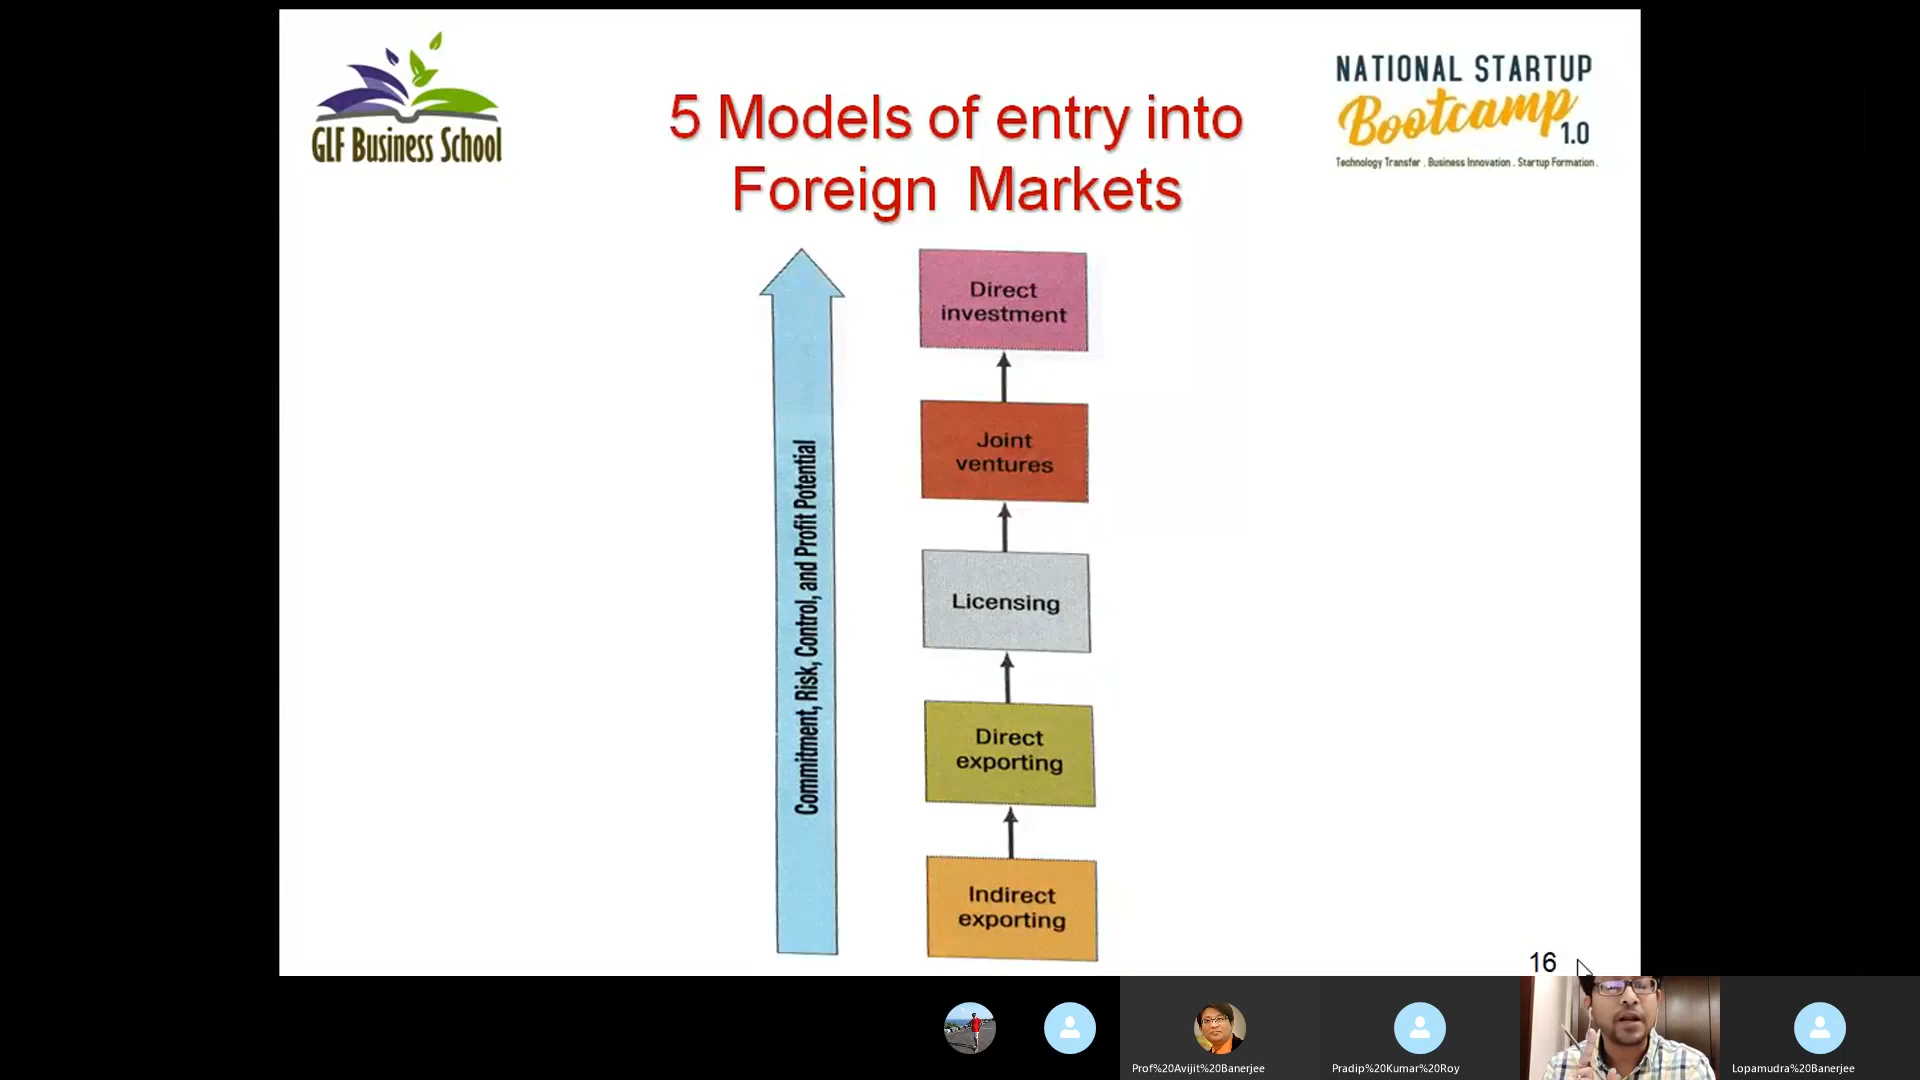 GLF Business School
NATIONAL STARTUP
Bootcamp
1.0
Technology Transfer . Business Innovation . Startup Formation .
5 Models of entry into
Foreign  Markets
Commitment, Risk, Control, and Profit Potential
Direct
investment
Joint
ventures
Licensing
Direct
exporting
Indirect
exporting
16
Prof%20Avijit%20Banerjee
Pradip%20Kumar%20Roy
Lopamudra%20Banerjee